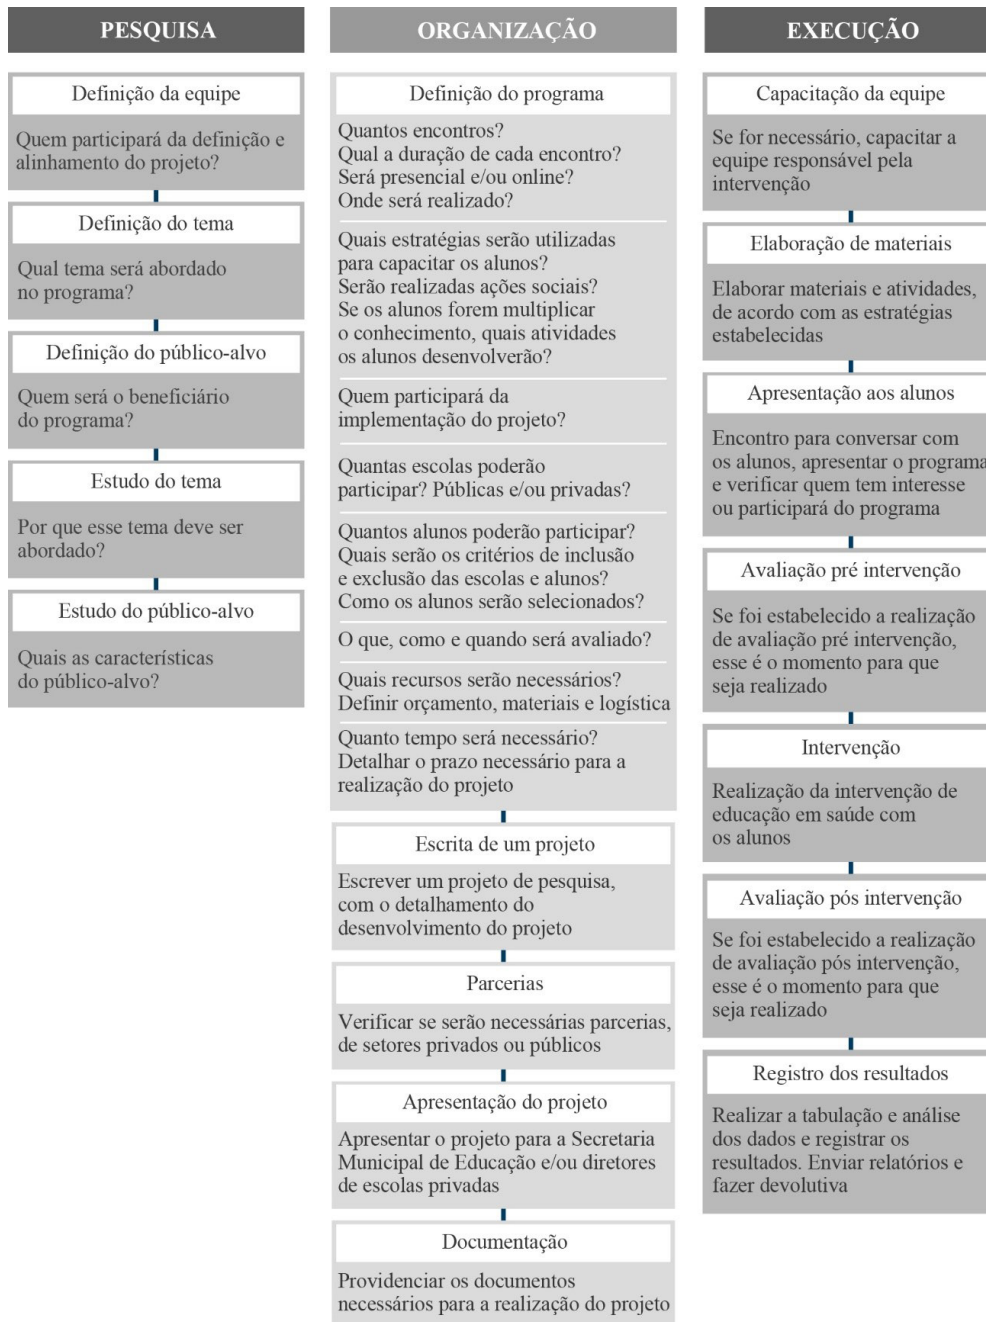 PESQUISA
Definição da equipe
Quem participará da definição e
alinhamento do projeto?
Definição do tema
Qual tema será abordado
no programa?
Definição do público-alvo
Quem será o beneficiário
do programa?
Estudo do tema
Por que esse tema deve ser
abordado?
Estudo do público-alvo
Quais as características
do público-alvo?
ORGANIZAÇÃO
Definição do programa
Quantos encontros?
Qual a duração de cada encontro?
Será presencial e/ou online?
Onde será realizado?
Quais estratégias serão utilizadas
para capacitar os alunos?
Serão realizadas ações sociais?
Se os alunos forem multiplicar
o conhecimento, quais atividades
os alunos desenvolverão?
Quem participará da
implementação do projeto?
Quantas escolas poderão
participar? Públicas e/ou privadas?
Quantos alunos poderão participar?
Quais serão os critérios de inclusão
e exclusão das escolas e alunos?
Como os alunos serão selecionados?
O que, como e quando será avaliado?
Quais recursos serão necessários?
Definir orçamento, materiais e logística
Quanto tempo será necessário?
Detalhar o prazo necessário para a
realização do projeto
Escrita de um projeto
Escrever um projeto de pesquisa,
com o detalhamento do
desenvolvimento do projeto
Parcerias
Verificar se serão necessárias parcerias,
de setores privados ou públicos
Apresentação do projeto
Apresentar o projeto para a Secretaria
Municipal de Educação e/ou diretores
de escolas privadas
Documentação
Providenciar os documentos
necessários para a realização do projeto
EXECUÇÃO
Capacitação da equipe
Se for necessário, capacitar a
equipe responsável pela
intervenção
Elaboração de materiais
Elaborar materiais e atividades,
de acordo com as estratégias
estabelecidas
Apresentação aos alunos
Encontro para conversar com
os alunos, apresentar o programa
e verificar quem tem interesse
ou participará do programa
Avaliação pré intervenção
Se foi estabelecido a realização
de avaliação pré intervenção,
esse é o momento para que
seja realizado
Intervenção
Realização da intervenção de
educação em saúde com
os alunos
Avaliação pós intervenção
Se foi estabelecido a realização
de avaliação pós intervenção,
esse é o momento para que
seja realizado
Registro dos resultados
Realizar a tabulação e análise
dos dados e registrar os
resultados. Enviar relatórios e
fazer devolutiva